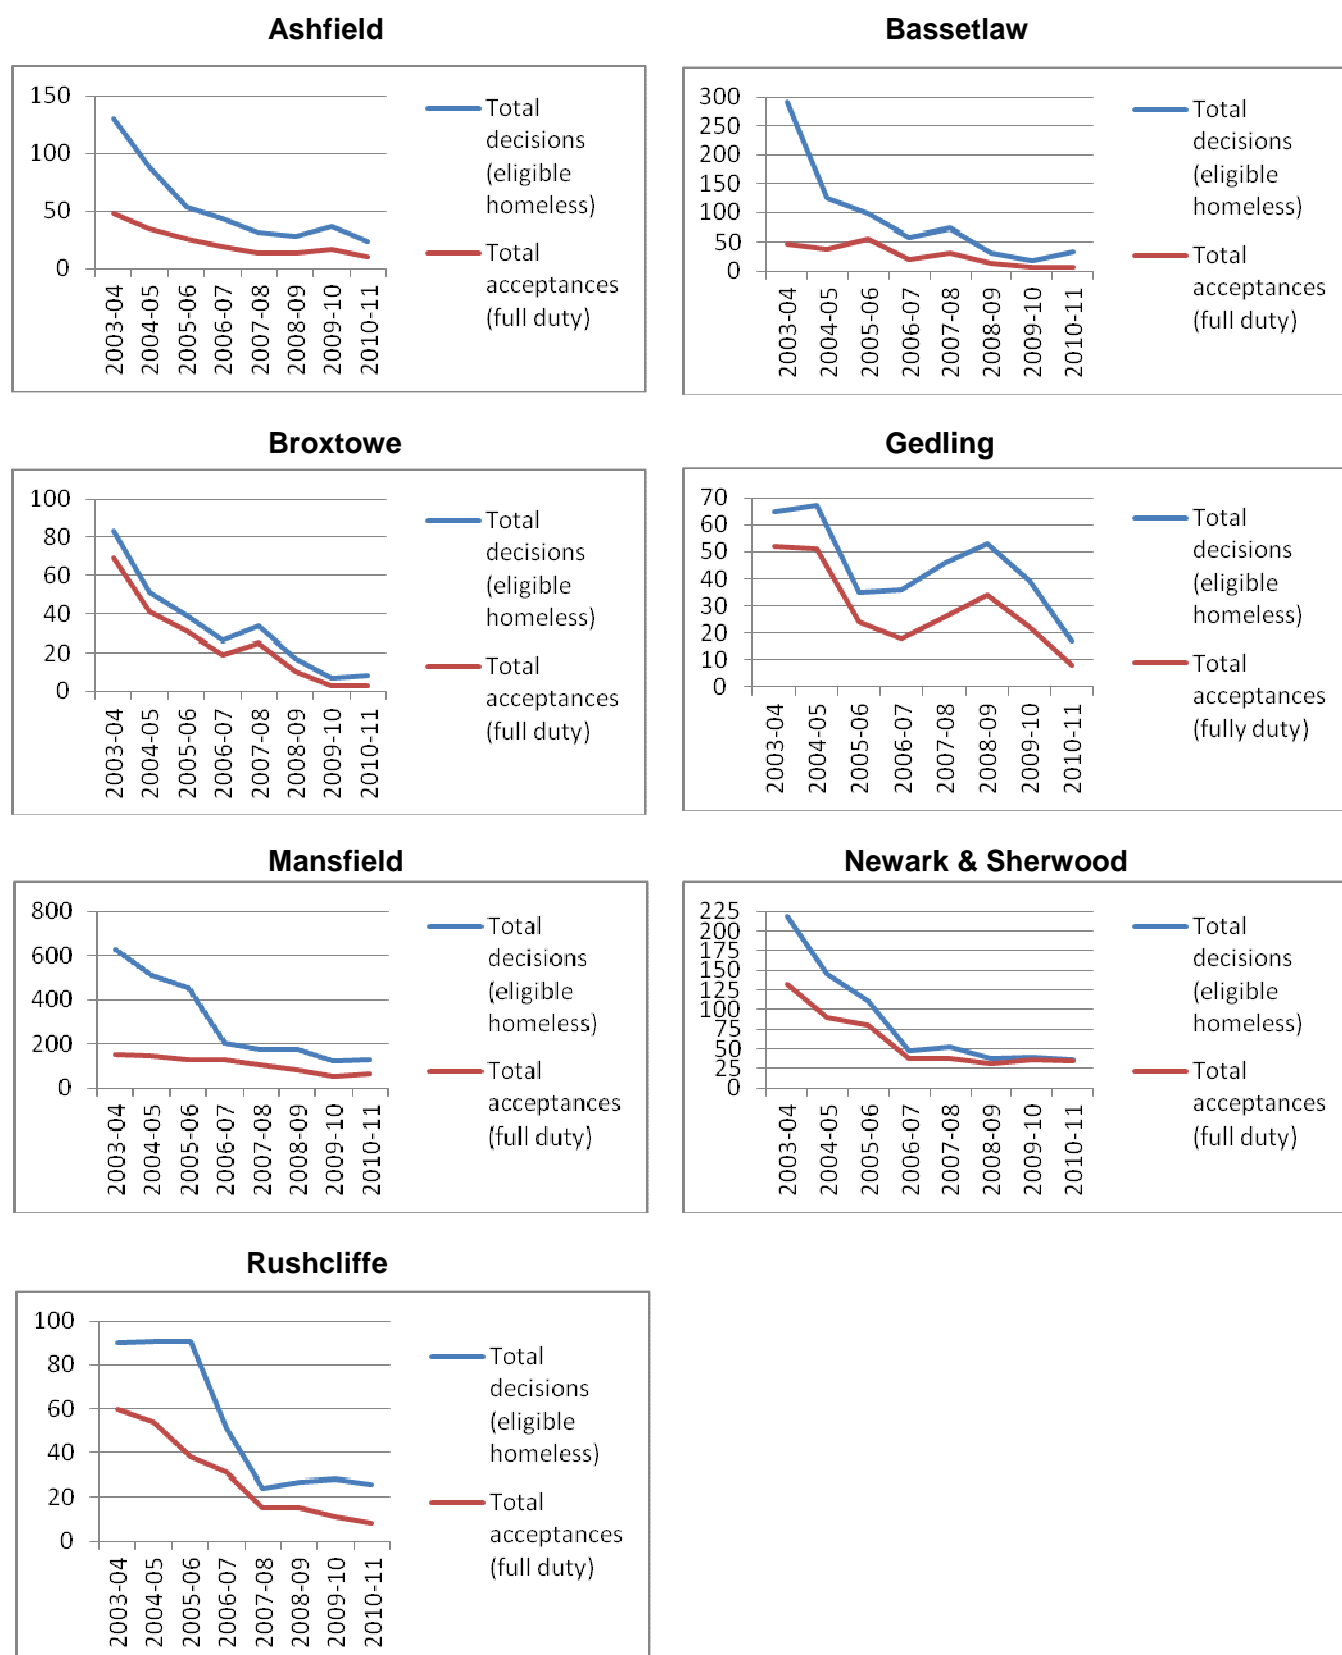 Ashfield
150
100
50
0
2003-04
2004-05
2005-06
2006-07
2007-08
2008-09
2009-10
2010-11
Total
decisions
(eligible
homeless)
Total
acceptances
(full duty)
Bassetlaw
300
250
200
150
100
50
0
2003-04
2004-05
2005-06
2006-07
2007-08
2008-09
2009-10
2010-11
Total
decisions
(eligible
homeless)
Total
acceptances
(full duty)
Broxtowe
100
80
60
40
20
0
2003-04
2004-05
2005-06
2006-07
2007-08
2008-09
2009-10
2010-11
Total
decisions
(eligible
homeless)
Total
acceptances
(full duty)
Gedling
70
60
50
40
30
20
10
0
2003-04
2004-05
2005-06
2006-07
2007-08
2008-09
2009-10
2010-11
Total
decisions
(eligible
homeless)
Total
acceptances
(fully duty)
Mansfield
800
600
400
200
0
2003-04
2004-05
2005-06
2006-07
2007-08
2008-09
2009-10
2010-11
Total
decisions
(eligible
homeless)
Total
acceptances
(full duty)
Newark & Sherwood
225
200
175
150
125
100
75
50
25
0
2003-04
2004-05
2005-06
2006-07
2007-08
2008-09
2009-10
2010-11
Total
decisions
(eligible
homeless)
Total
acceptances
(full duty)
Rushcliffe
100
80
60
40
20
0
2003-04
2004-05
2005-06
2006-07
2007-08
2008-09
2009-10
2010-11
Total
decisions
(eligible
homeless)
Total
acceptances
(full duty)